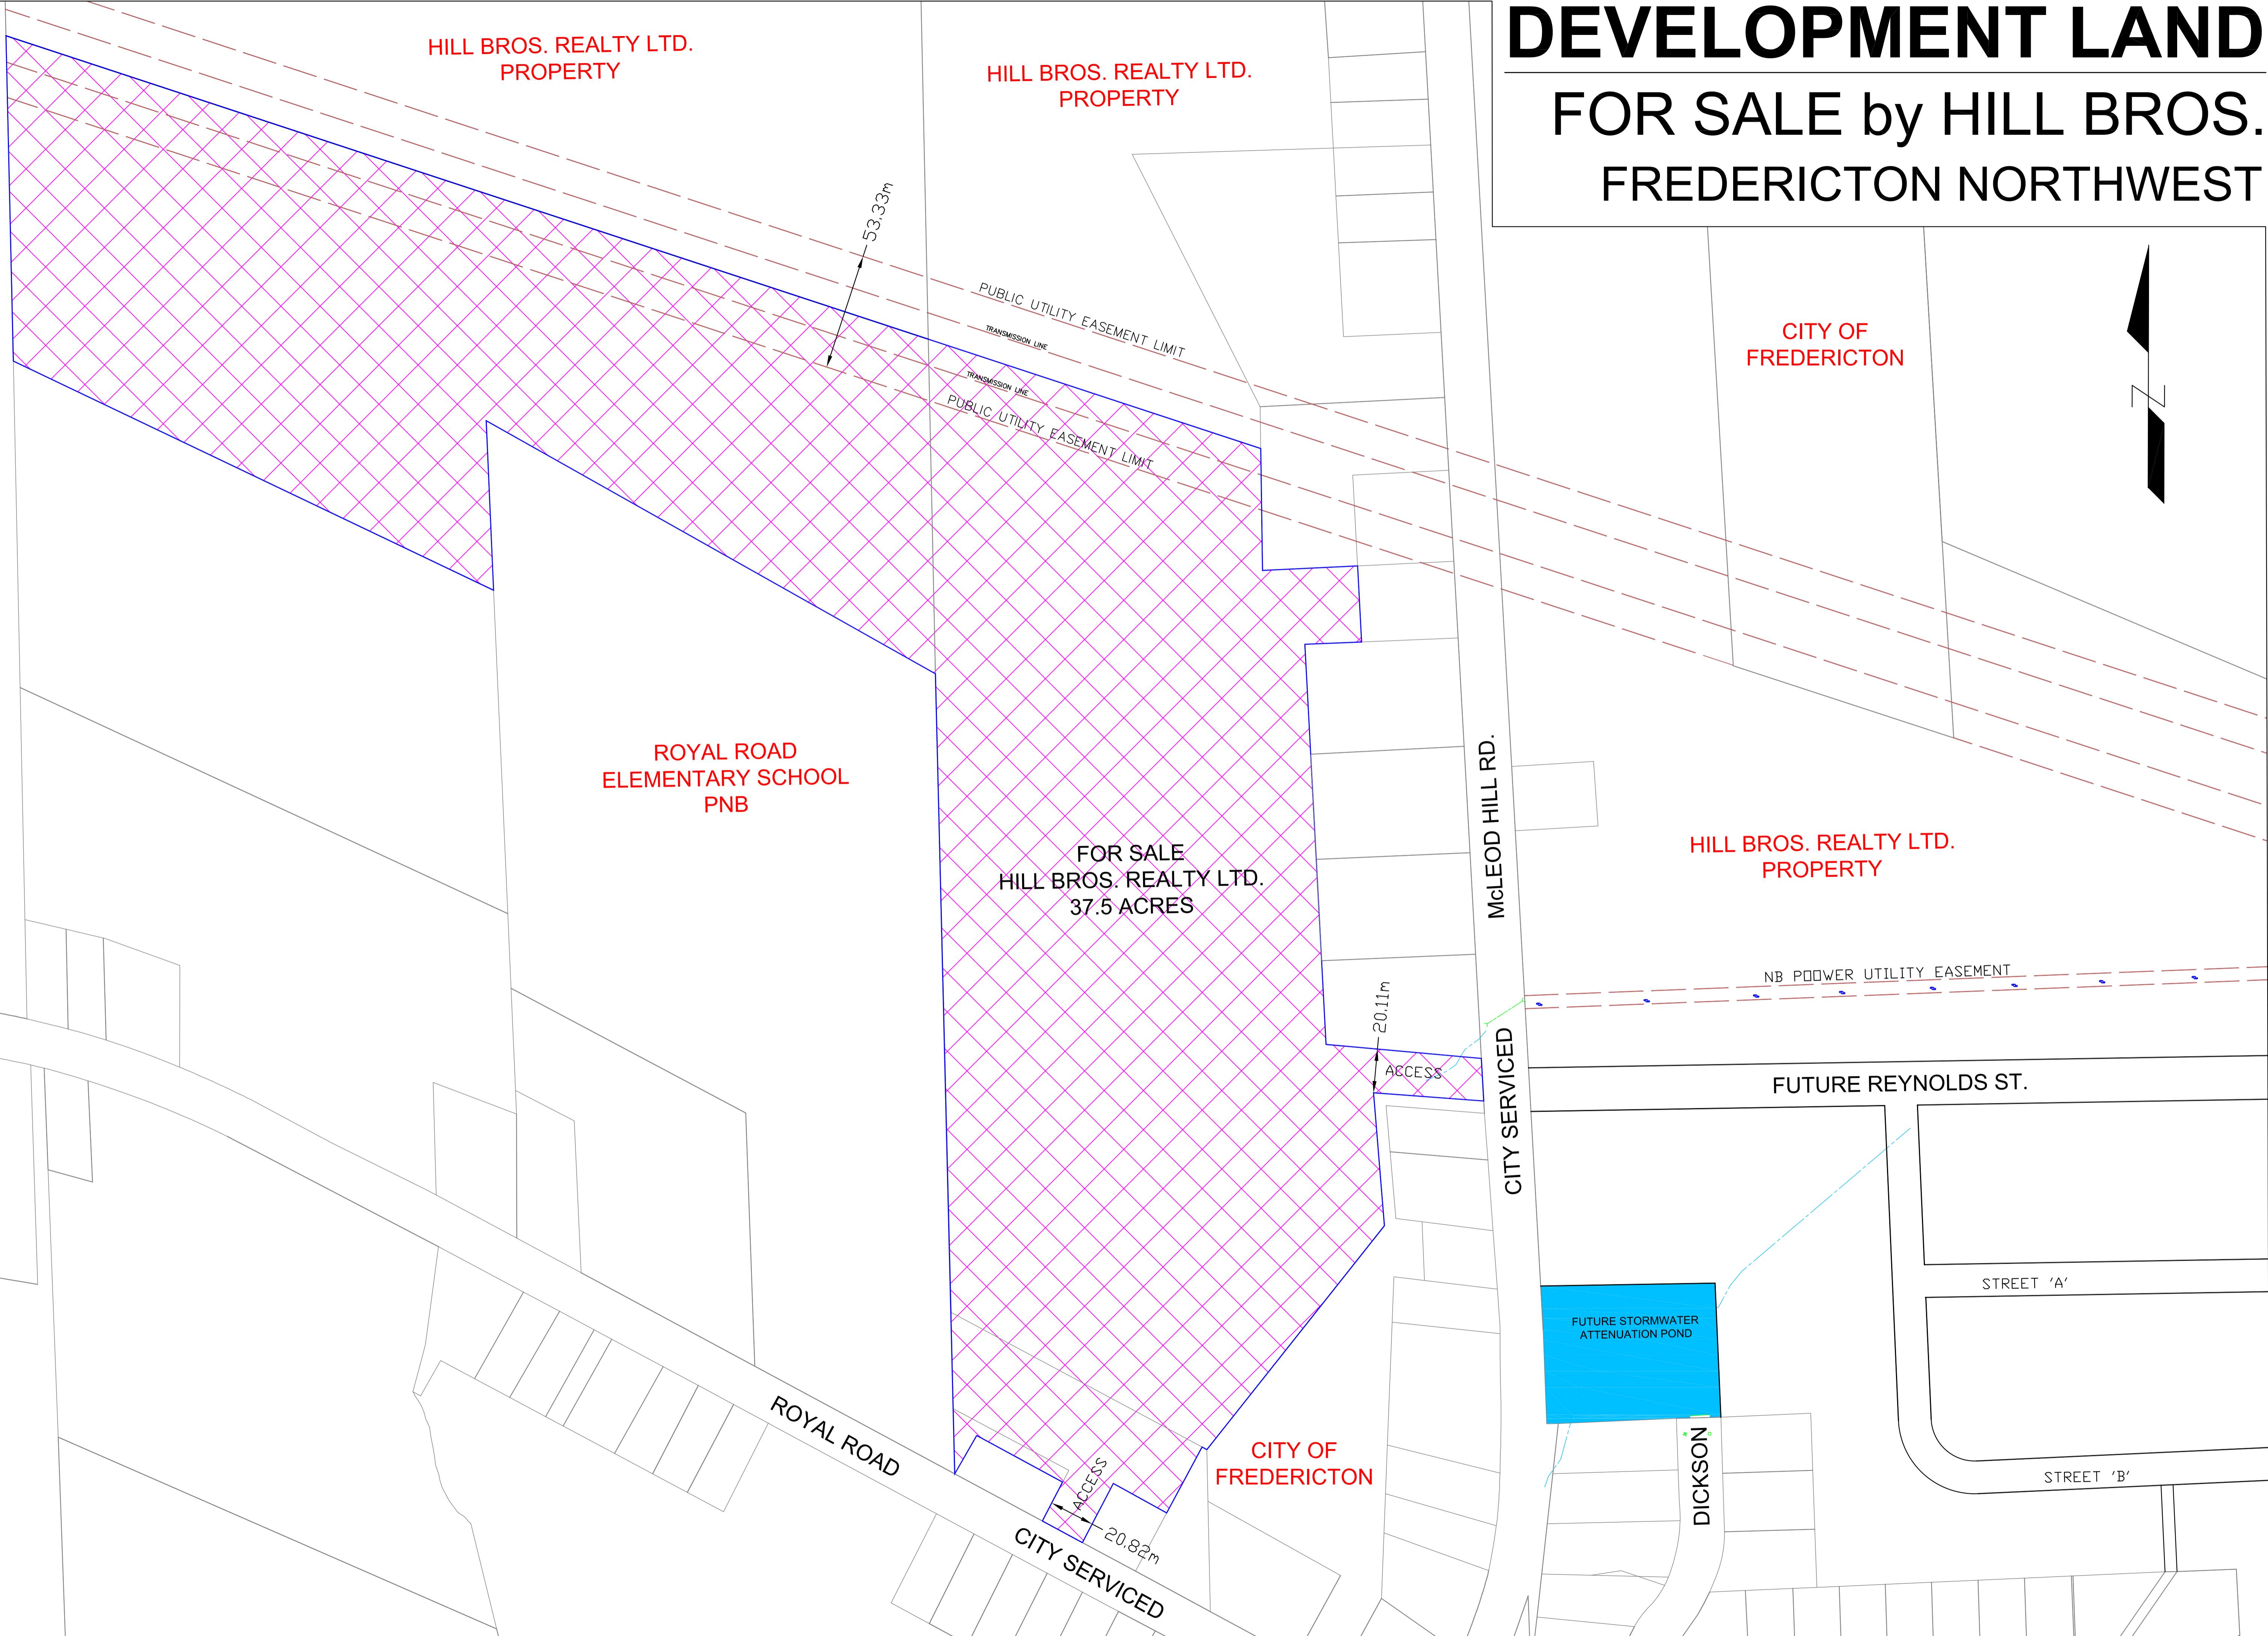 DEVELOPMENT LAND
FOR SALE by HILL BROS.
FREDERICTON NORTHWEST
HILL BROS. REALTY LTD.
PROPERTY
HILL BROS. REALTY LTD.
PROPERTY
53.33m
PUBLIC UTILITY EASEMENT LIMIT
TRANSMISSION LINE
TRANSMISSION LINE
PUBLIC UTILITY EASEMENT LIMIT
CITY OF
FREDERICTON
N
ROYAL ROAD
ELEMENTARY SCHOOL
PNB
FOR SALE
HILL BROS. REALTY LTD.
37.5 ACRES
McLEOD HILL RD.
HILL BROS. REALTY LTD.
PROPERTY
NB POOWER UTILITY EASEMENT
20.11m
ACCESS
CITY SERVICED
FUTURE REYNOLDS ST.
STREET 'A'
FUTURE STORMWATER
ATTENUATION POND
ROYAL ROAD
CITY OF
FREDERICTON
ACCESS
20.82m
CITY SERVICED
DICKSON
STREET 'B'